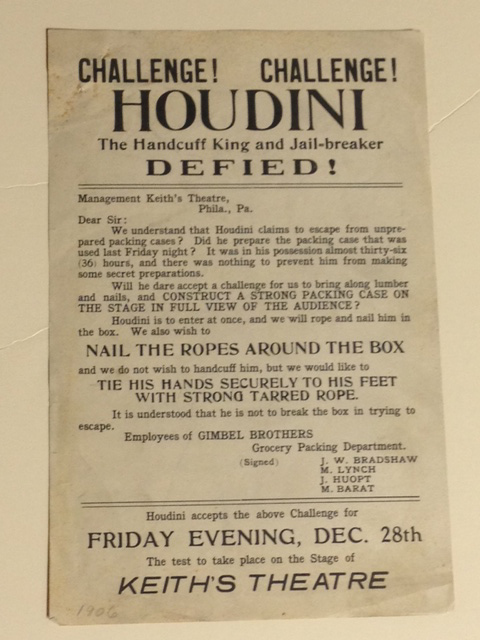 CHALLENGE! CHALLENGE!
HOUDINI
The Handcuff King and Jail-breaker
DEFIED!
Management Keith's Theatre,
Phila., Pa.
Dear Sir:
We understand that Houdini claims to escape from unpre-
pared packing cases? Did he prepare the packing case that was
used last Friday night? It was in his possession almost thirty-six
(36) hours, and there was nothing to prevent him from making
some secret preparations.
Will he dare accept a challenge for us to bring along lumber
and nails, and CONSTRUCT A STRONG PACKING CASE ON
THE STAGE IN FULL VIEW OF THE AUDIENCE?
Houdini is to enter at once, and we will rope and nail him in
the box. We also wish to
NAIL THE ROPES AROUND THE BOX
and we do not wish to handcuff him, but we would like to
TIE HIS HANDS SECURELY TO HIS FEET
WITH STRONG TARRED ROPE.
It is understood that he is not to break the box in trying to
escape.
Employees of GIMBEL BROTHERS
Grocery Packing Department.
(Signed) J. W. BRADSHAW
M. LYNCH
J. HUOPT
M. BARAT
Houdini accepts the above Challenge for
FRIDAY EVENING, DEC. 28th
The test to take place on the Stage of
KEITH'S THEATRE
1906